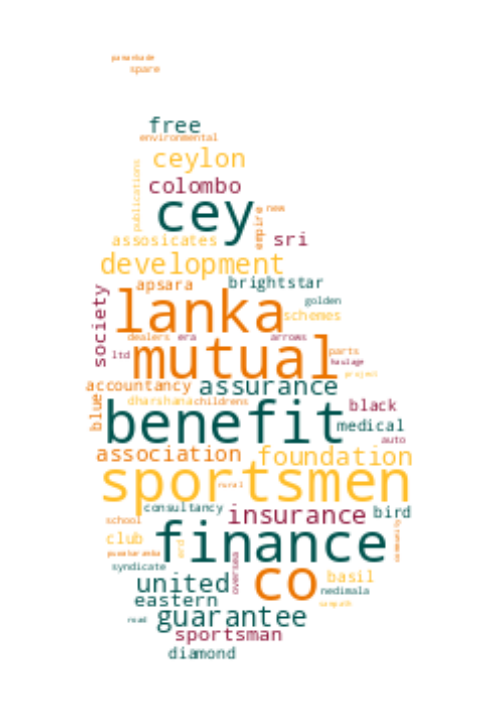 spare
free
environmental
ceylon
colombo
publications
cey
empire
new
assosicates
sri
development
apsara
brightstar
society
golden
lanka
schemes
dealers
era
arrows
ltd
mutual
parts
haulage
project
accountancy
assurance
blue
dharshana
childrens
benefit
black
medical
auto
association
foundation
sportsmen
rural
consultancy
insurance
bird
school
club
finance
community
syndicate
overseas
united
co
basil
nedimala
eastern
sampath
guarantee
road
sportsman
diamond